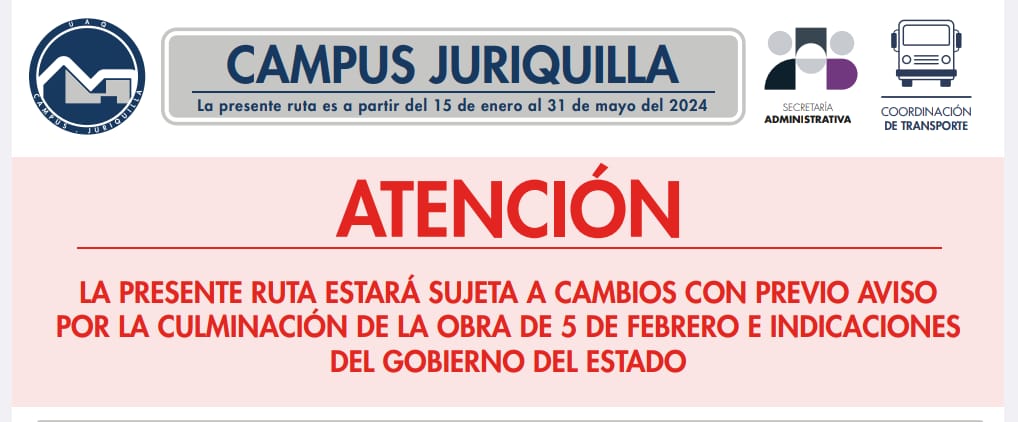 UAQ
CAMPUS JURIQUILLA
CAMPUS JURIQUILLA
La presente ruta es a partir del 15 de enero al 31 de mayo del 2024
SECRETARÍA
ADMINISTRATIVA
COORDINACIÓN
DE TRANSPORTE
ATENCIÓN
LA PRESENTE RUTA ESTARÁ SUJETA A CAMBIOS CON PREVIO AVISO
POR LA CULMINACIÓN DE LA OBRA DE 5 DE FEBRERO E INDICACIONES
DEL GOBIERNO DEL ESTADO